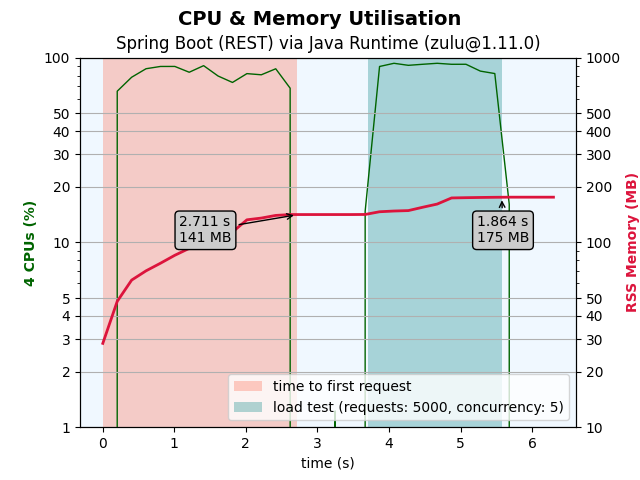 CPU & Memory Utilisation
Spring Boot (REST) via Java Runtime (zulu@1.11.0)
100
50
40
30
20
10
5
4
3
2
1
4 CPUs (%)
1000
500
400
300
200
100
50
40
30
20
10
RSS Memory (MB)
2.711 s
141 MB
1.864 s
175 MB
time to first request
load test (requests: 5000, concurrency: 5)
0 1 2 3 4 5 6
time (s)